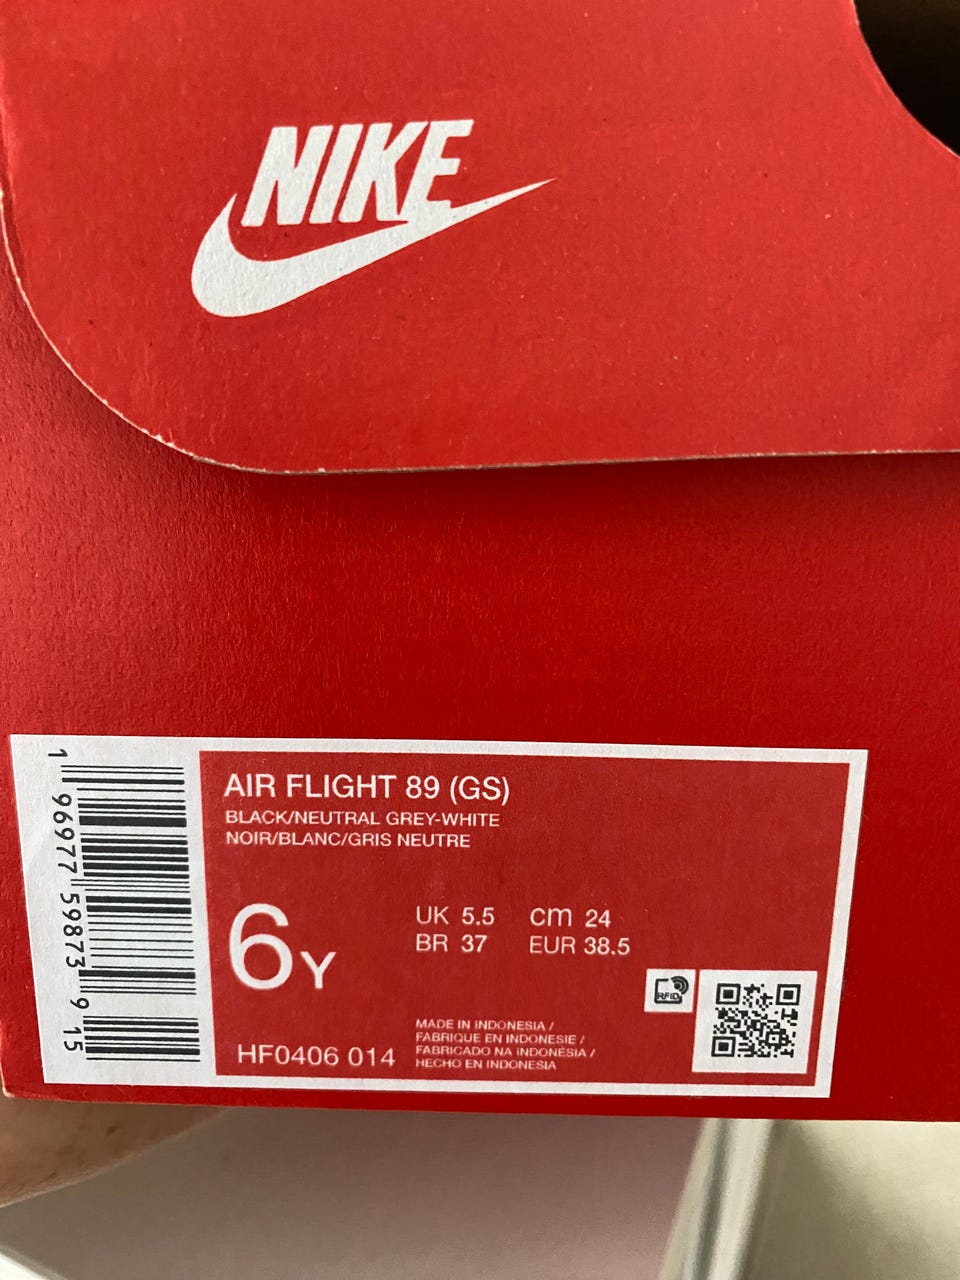 NIKE
AIR FLIGHT 89 (GS)
BLACK/NEUTRAL GREY-WHITE
NOIR/BLANC/GRIS NEUTRE
6Y
UK 5.5 cm 24
BR 37 EUR 38.5
RFID
MADE IN INDONESIA /
FABRIQUE EN INDONESIE /
FABRICADO NA INDONÉSIA /
HECHO EN INDONESIA
HF0406 014
1 96977 59873 9 15